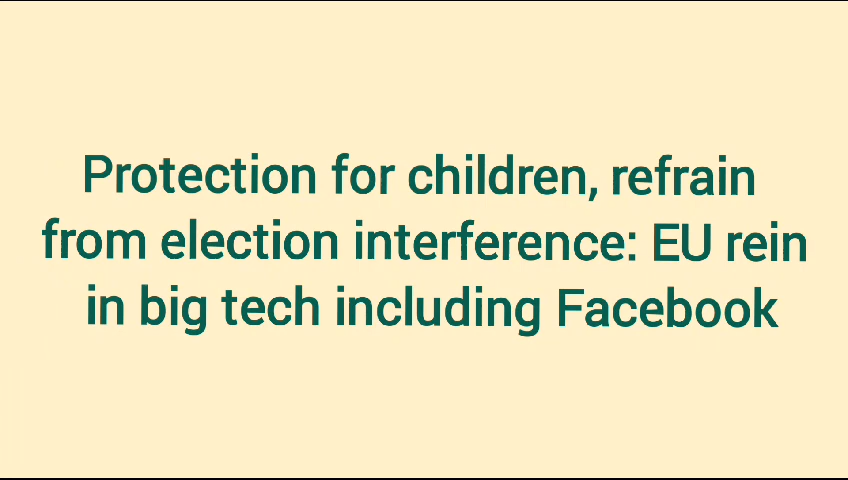 Protection for children, refrain
from election interference: EU rein
in big tech including Facebook